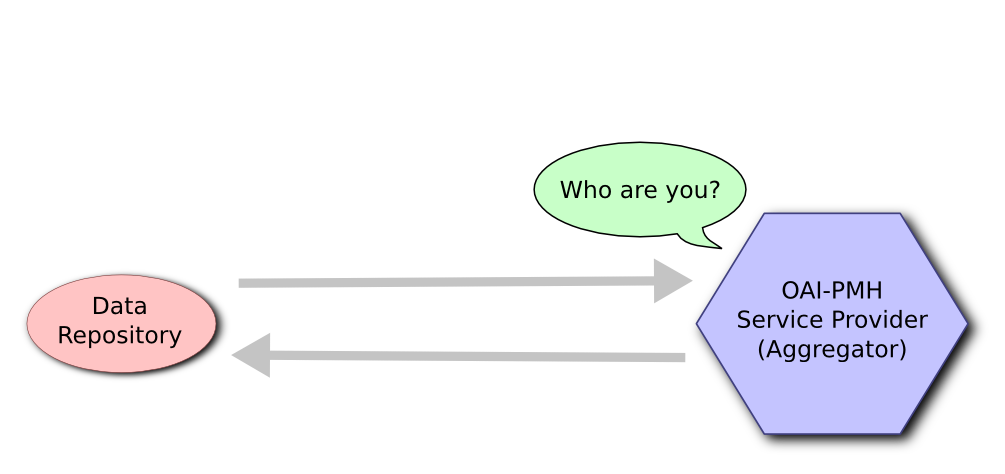 Who are you?
Data
Repository
OAI-PMH
Service Provider
(Aggregator)